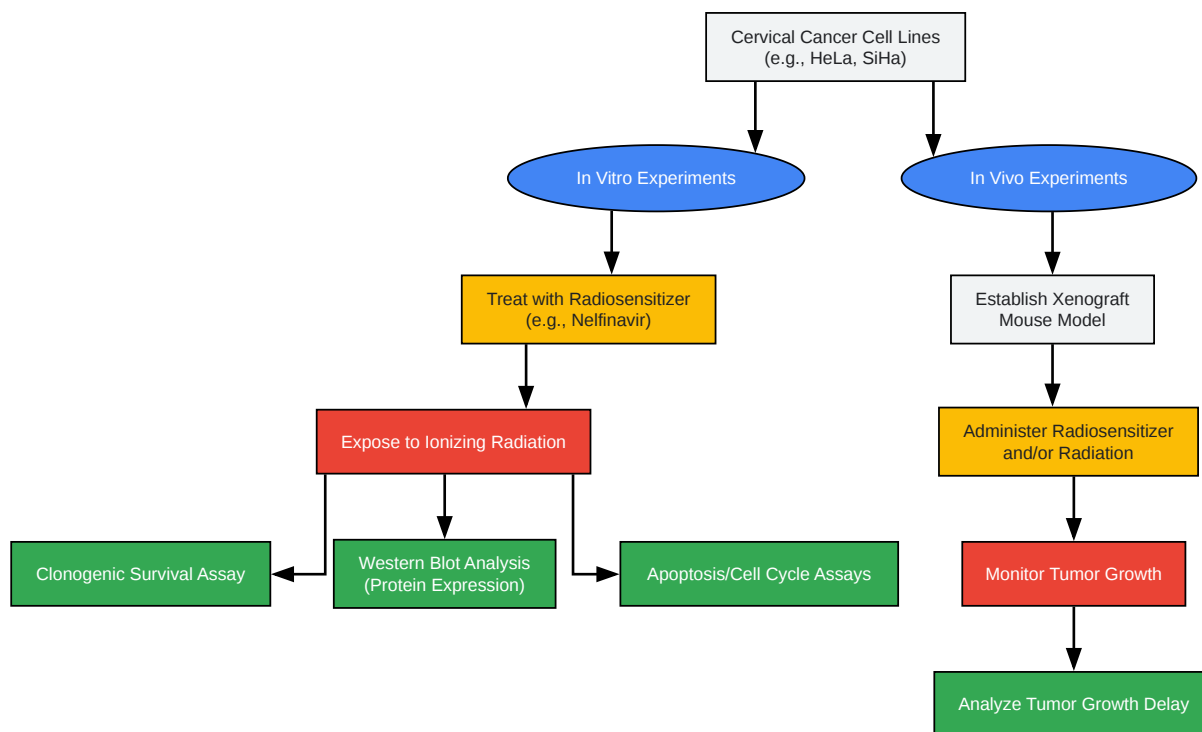 Cervical Cancer Cell Lines
(e.g., HeLa, SiHa)
In Vitro Experiments
In Vivo Experiments
Treat with Radiosensitizer
(e.g., Nelfinavir)
Establish Xenograft
Mouse Model
Expose to Ionizing Radiation
Administer Radiosensitizer
and/or Radiation
Clonogenic Survival Assay
Western Blot Analysis
(Protein Expression)
Apoptosis/Cell Cycle Assays
Monitor Tumor Growth
Analyze Tumor Growth Delay